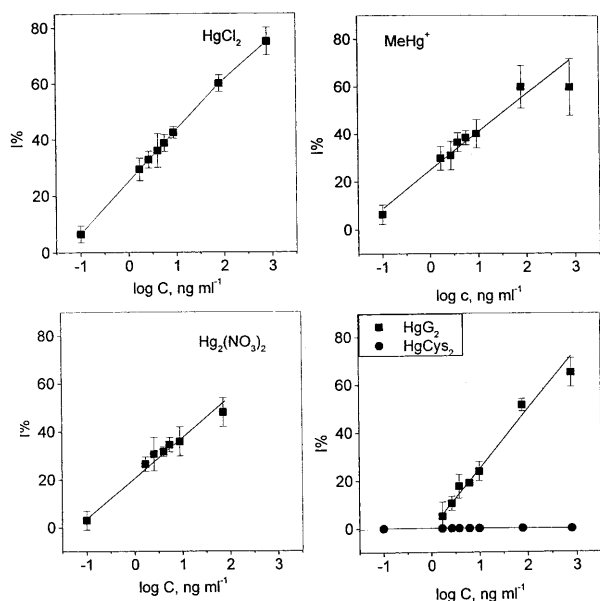 HgCl₂
80
60
40
20
0
I%
-1 0 1 2 3
log C, ng ml⁻¹
MeHg⁺
80
60
40
20
0
I%
-1 0 1 2 3
log c, ng ml⁻¹
Hg₂(NO₃)₂
80
60
40
20
0
I%
-1 0 1 2 3
log C, ng ml⁻¹
HgG₂
HgCys₂
80
60
40
20
0
I%
-1 0 1 2 3
log C, ng ml⁻¹